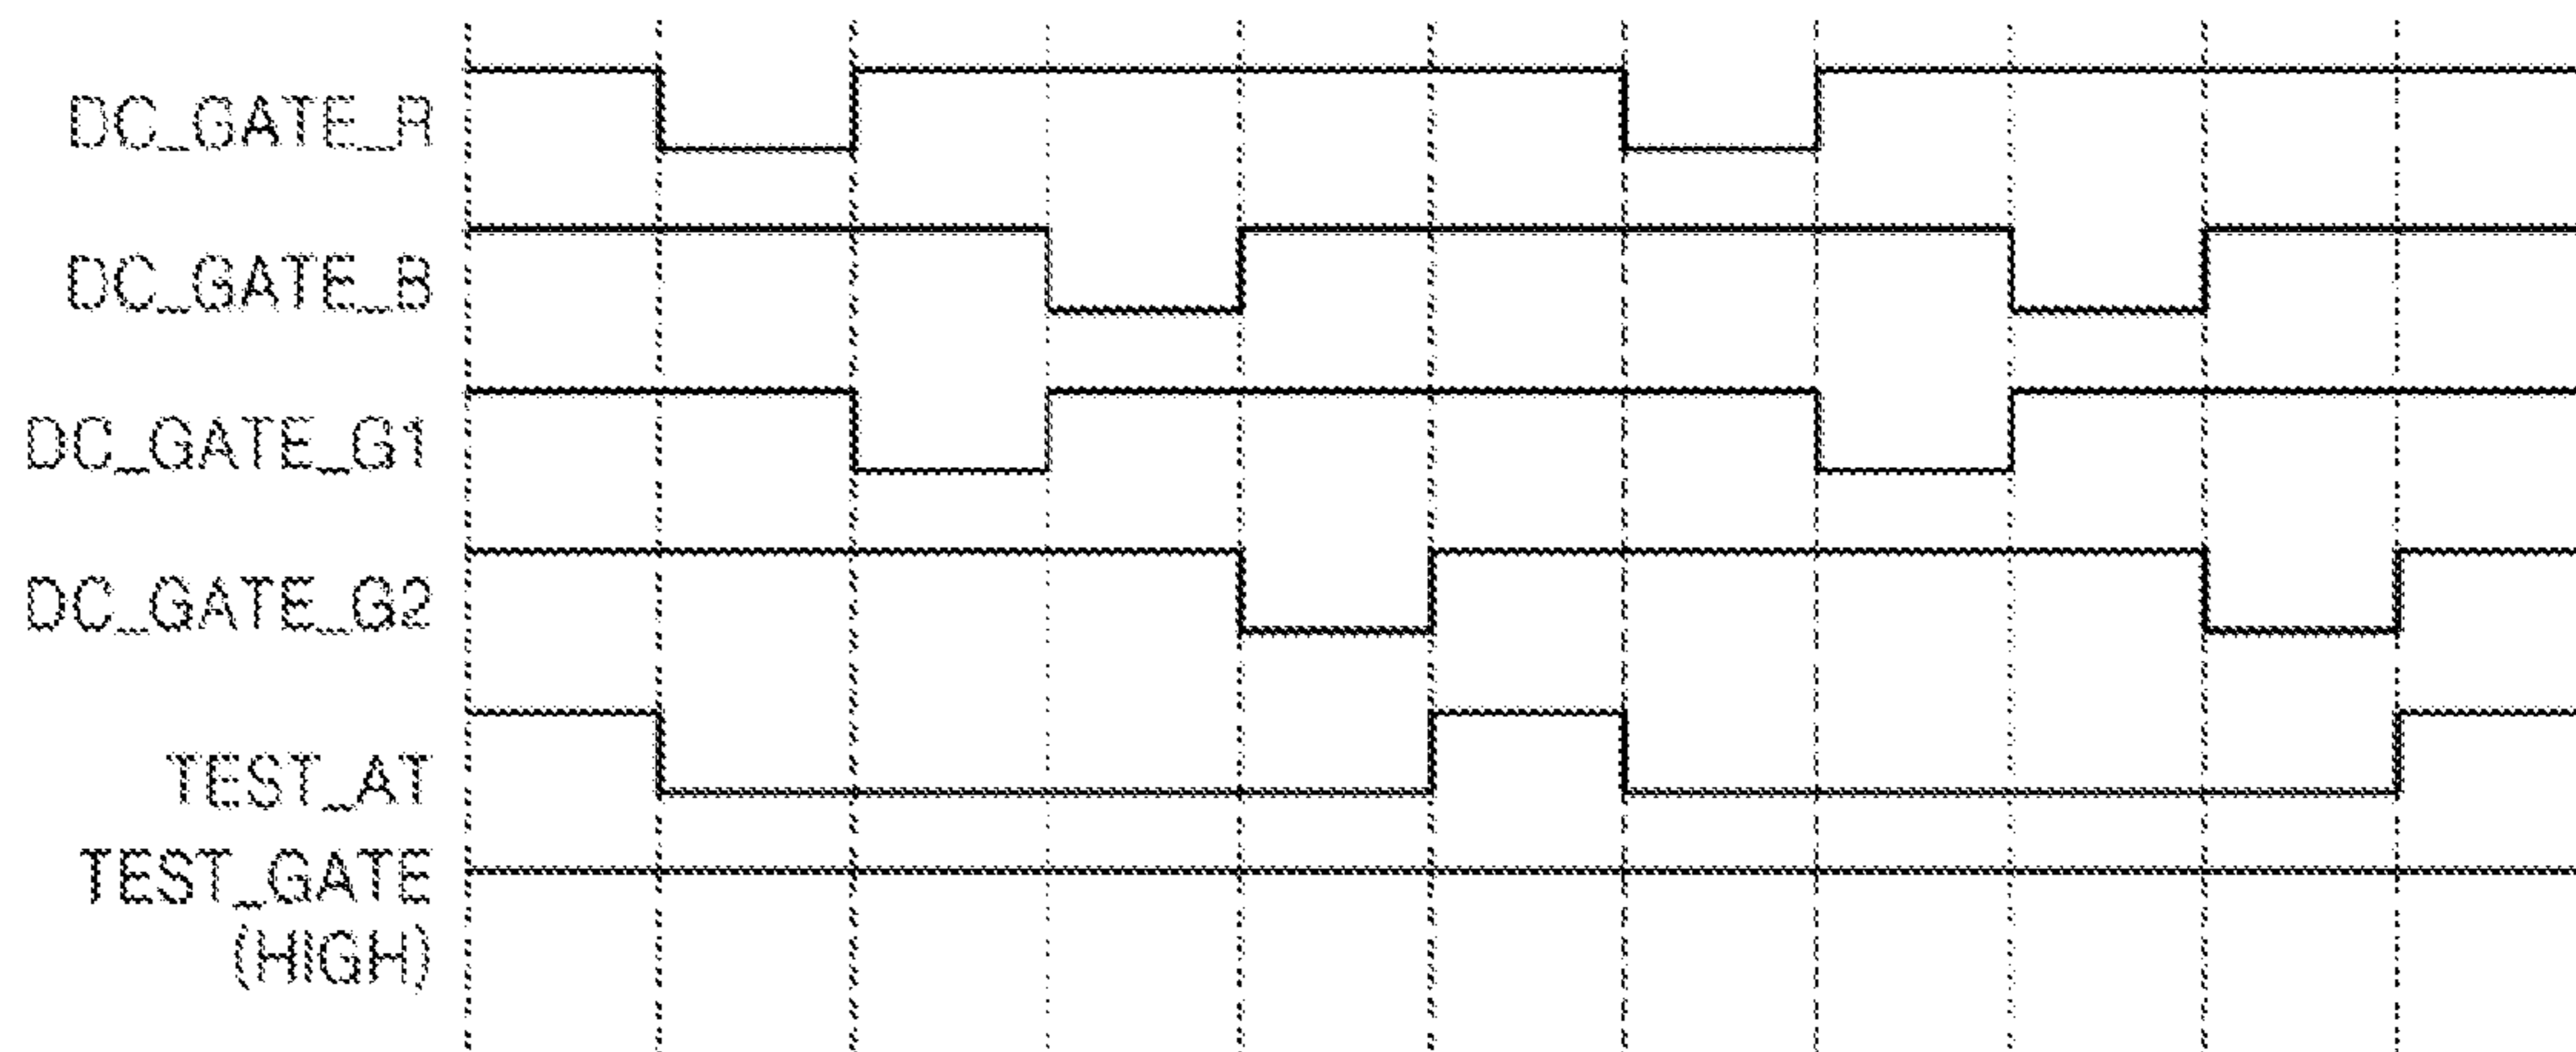 DC_GATE_R
DC_GATE_B
DC_GATE_G1
DC_GATE_G2
TEST_AT
TEST_GATE
(HIGH)